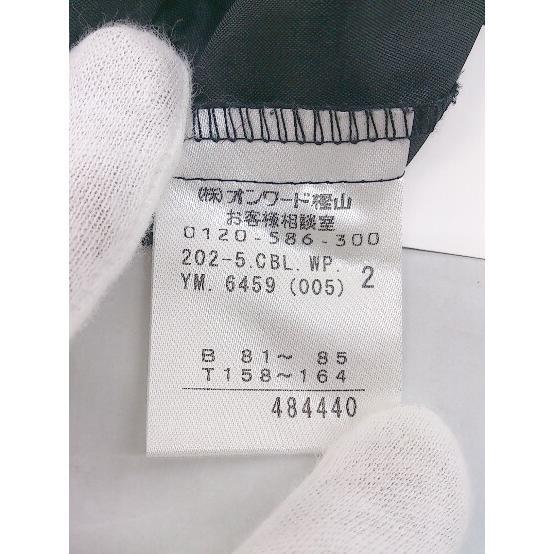 (株)オンワード樫山
お客様相談室
0120-586-300
202-5.CBL.WP.
YM. 6459 (005) 2
B 81～ 85
T158～164
484440